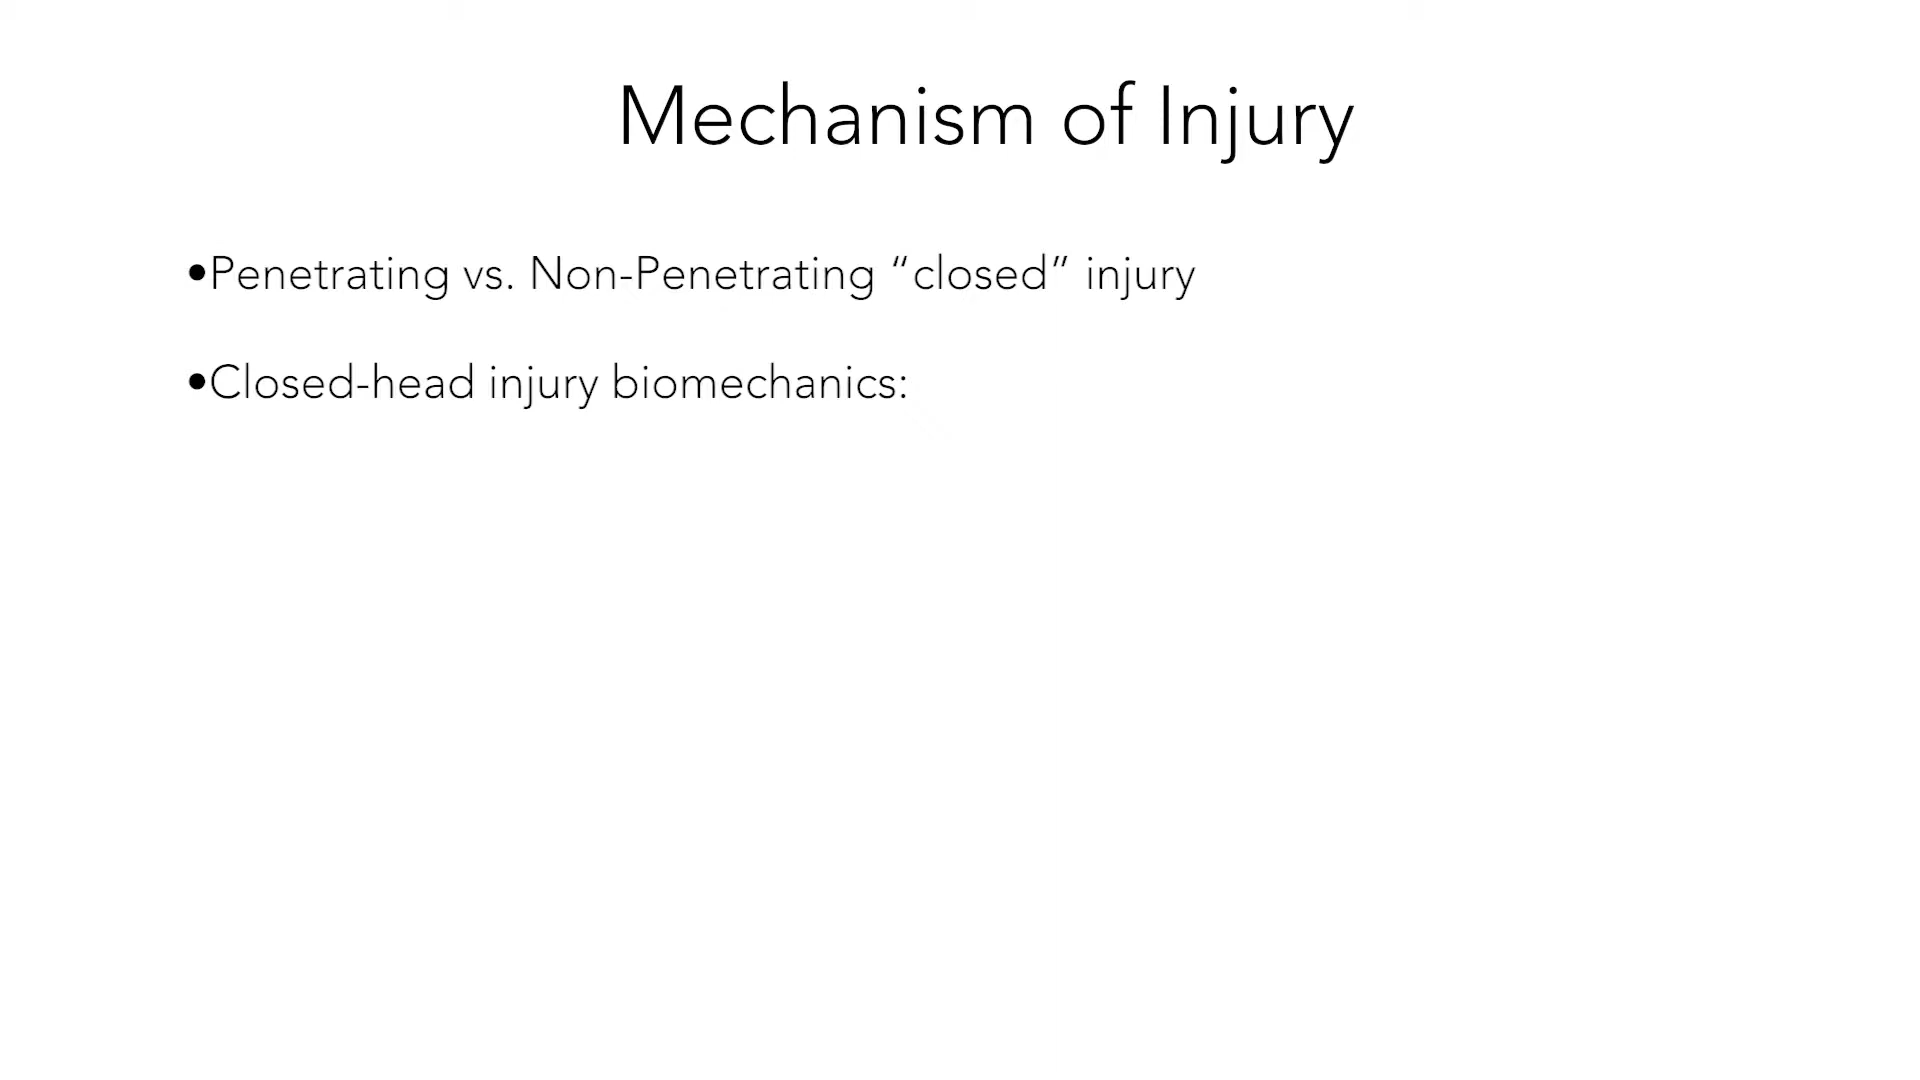 Mechanism of Injury
•Penetrating vs. Non-Penetrating “closed” injury
•Closed-head injury biomechanics: